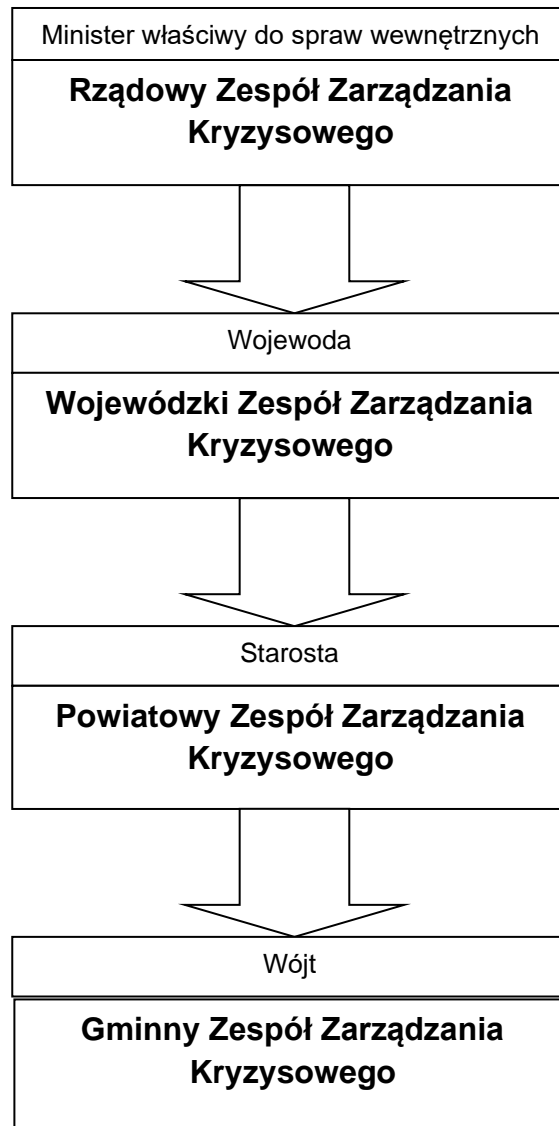 Minister właściwy do spraw wewnętrznych
Rządowy Zespół Zarządzania
Kryzysowego
Wojewoda
Wojewódzki Zespół Zarządzania
Kryzysowego
Starosta
Powiatowy Zespół Zarządzania
Kryzysowego
Wójt
Gminny Zespół Zarządzania
Kryzysowego